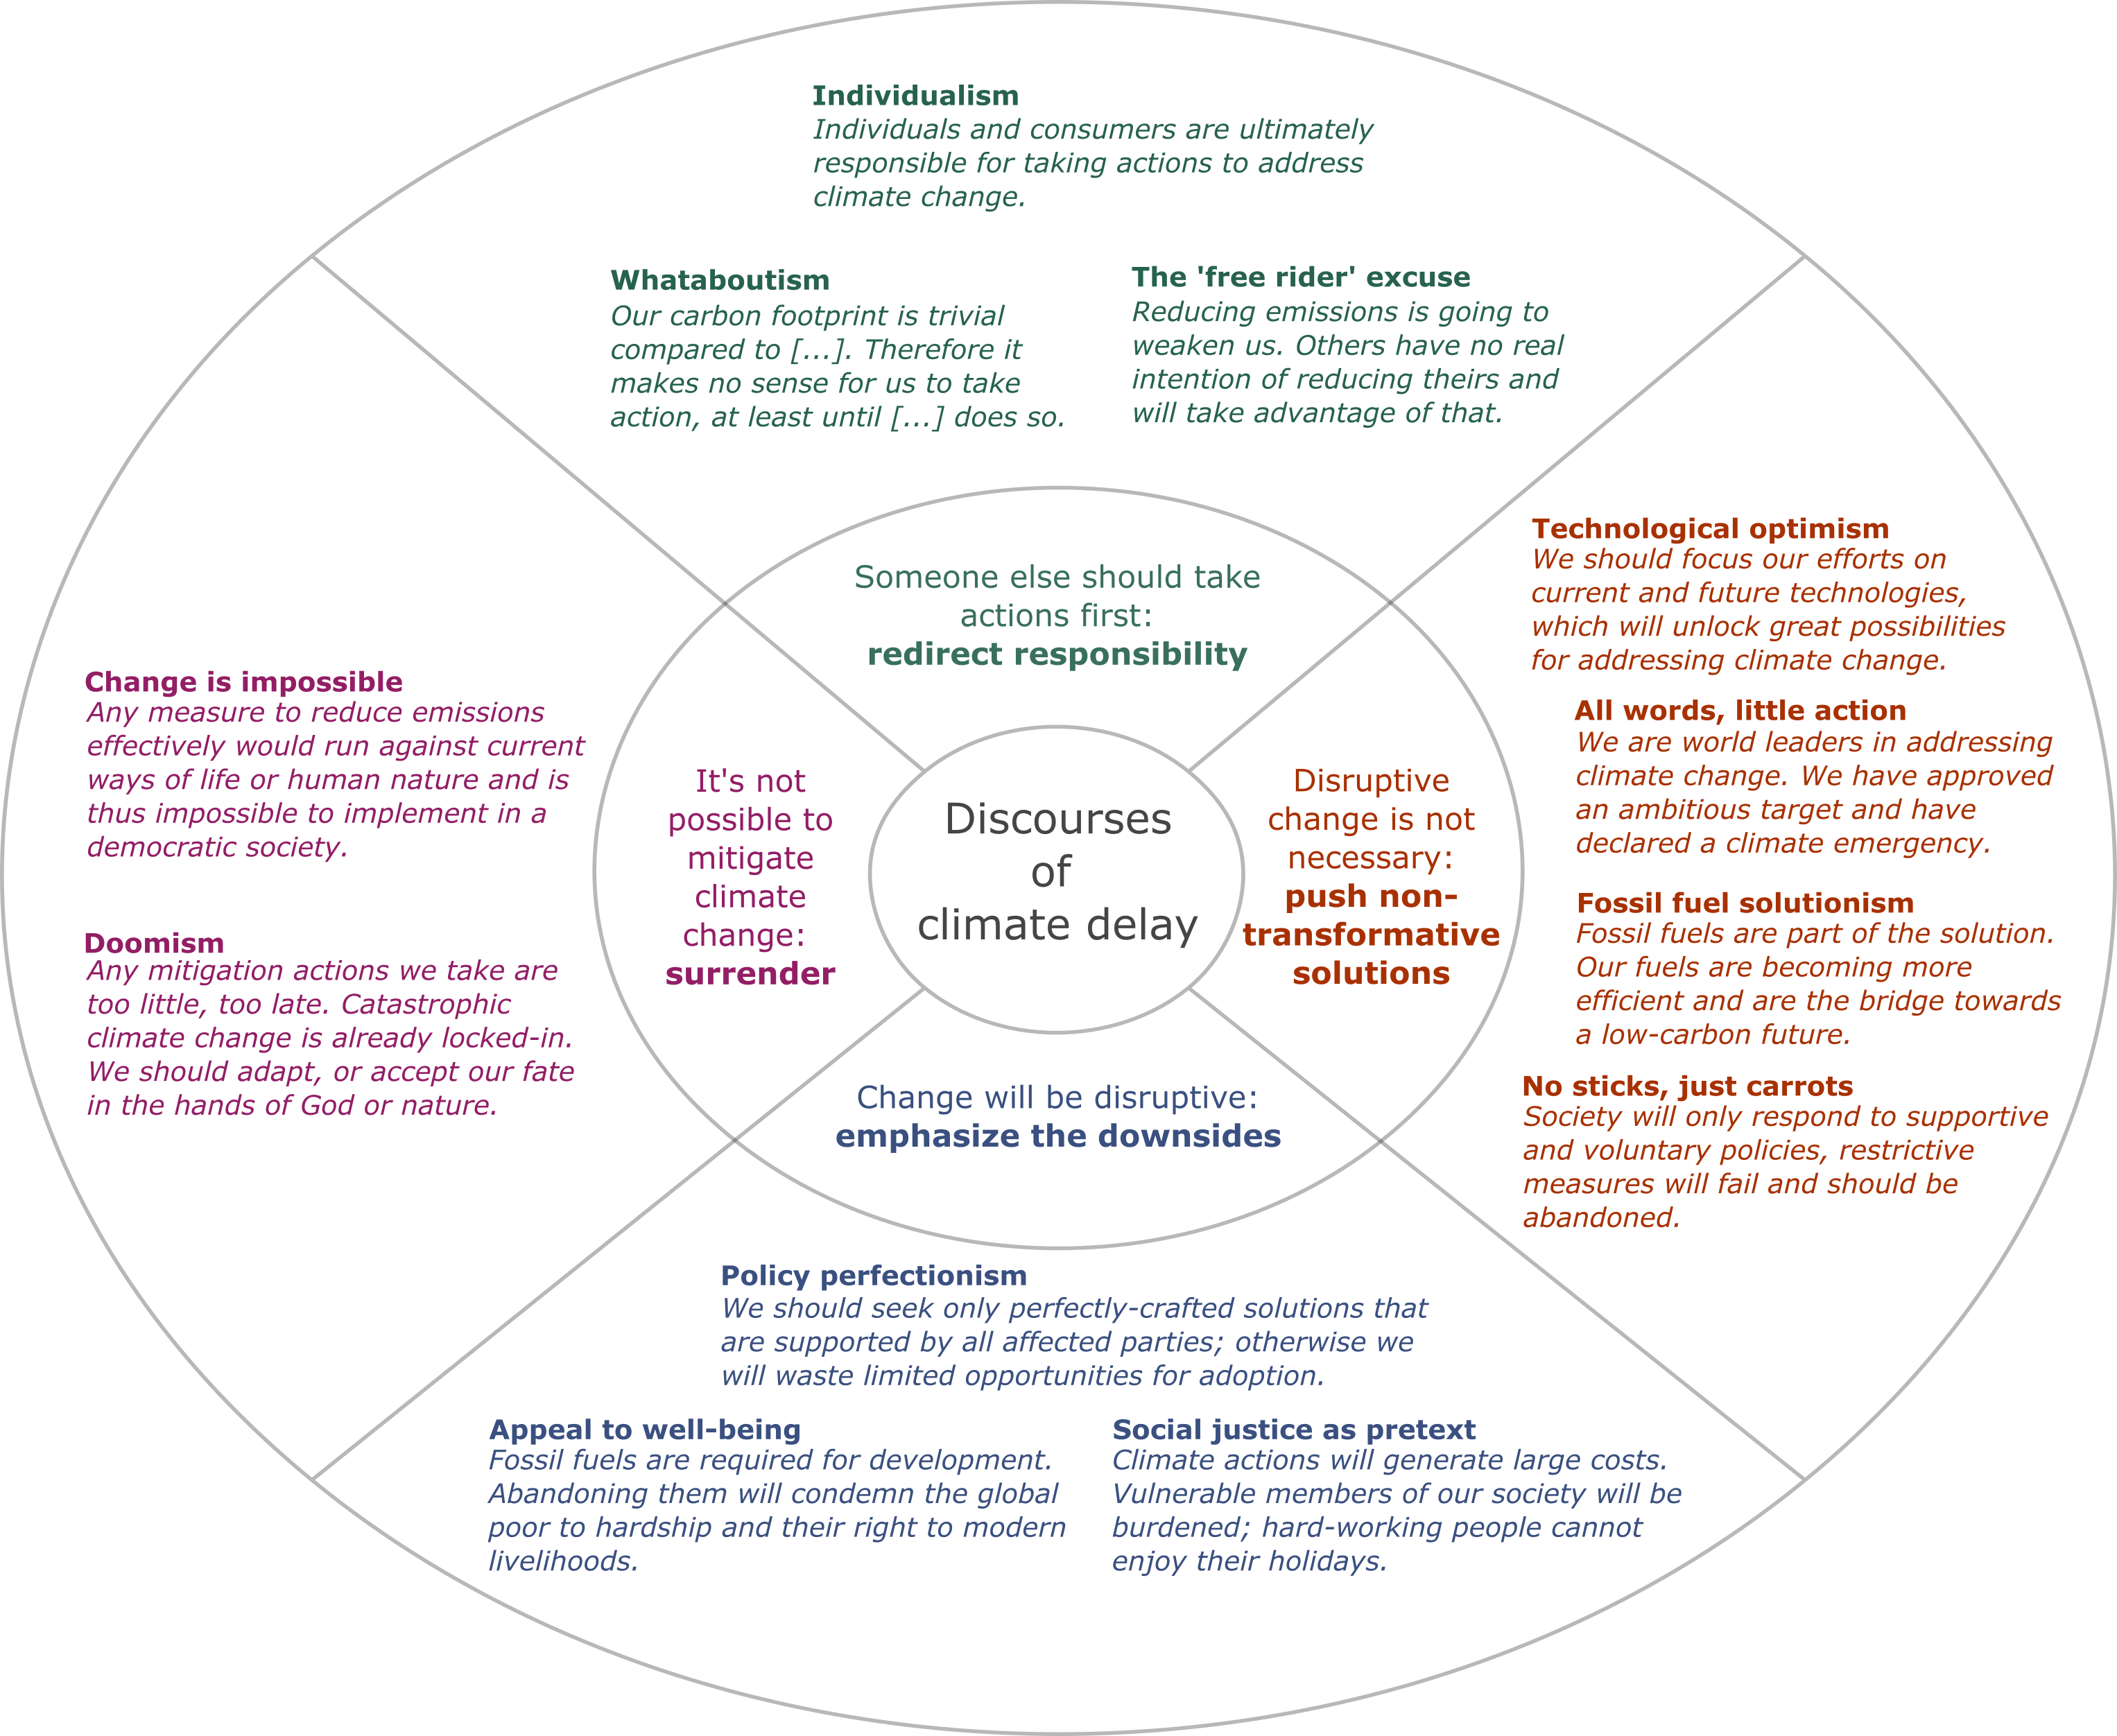 Individualism
Individuals and consumers are ultimately
responsible for taking actions to address
climate change.
Whataboutism
Our carbon footprint is trivial
compared to [...]. Therefore it
makes no sense for us to take
action, at least until [...] does so.
The 'free rider' excuse
Reducing emissions is going to
weaken us. Others have no real
intention of reducing theirs and
will take advantage of that.
Someone else should take
actions first:
redirect responsibility
Technological optimism
We should focus our efforts on
current and future technologies,
which will unlock great possibilities
for addressing climate change.
All words, little action
We are world leaders in addressing
climate change. We have approved
an ambitious target and have
declared a climate emergency.
Fossil fuel solutionism
Fossil fuels are part of the solution.
Our fuels are becoming more
efficient and are the bridge towards
a low-carbon future.
No sticks, just carrots
Society will only respond to supportive
and voluntary policies, restrictive
measures will fail and should be
abandoned.
Disruptive
change is not
necessary:
push non-
transformative
solutions
Discourses
of
climate delay
It's not
possible to
mitigate
climate
change:
surrender
Change is impossible
Any measure to reduce emissions
effectively would run against current
ways of life or human nature and is
thus impossible to implement in a
democratic society.
Doomism
Any mitigation actions we take are
too little, too late. Catastrophic
climate change is already locked-in.
We should adapt, or accept our fate
in the hands of God or nature.
Change will be disruptive:
emphasize the downsides
Policy perfectionism
We should seek only perfectly-crafted solutions that
are supported by all affected parties; otherwise we
will waste limited opportunities for adoption.
Appeal to well-being
Fossil fuels are required for development.
Abandoning them will condemn the global
poor to hardship and their right to modern
livelihoods.
Social justice as pretext
Climate actions will generate large costs.
Vulnerable members of our society will be
burdened; hard-working people cannot
enjoy their holidays.